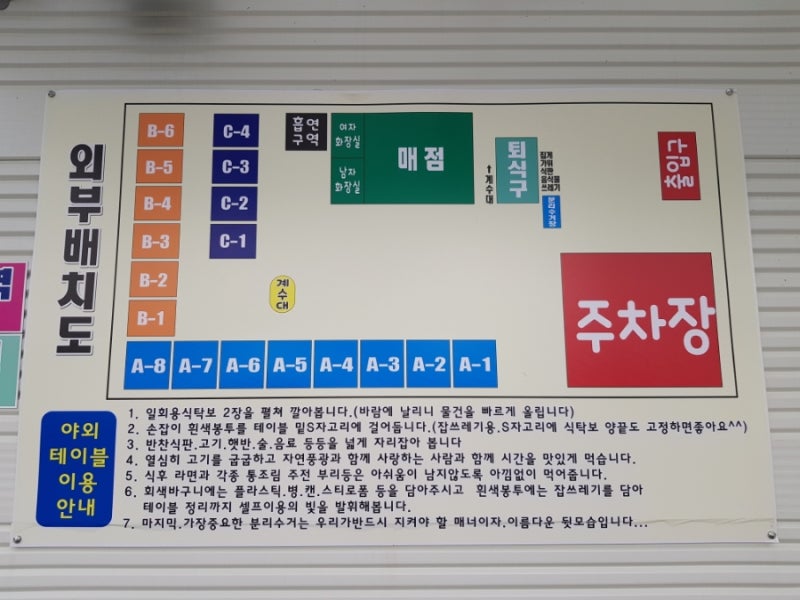 외부배치도
B-6
B-5
B-4
B-3
B-2
B-1
C-4
C-3
C-2
C-1
흡연
구역
여자
화장실
남자
화장실
매점
↑계수대
퇴식구
집게
가위
식판
음식물
쓰레기
분리수거장
출입구
계수대
주차장
A-8 A-7 A-6 A-5 A-4 A-3 A-2 A-1
야외
테이블
이용
안내
1. 일회용식탁보 2장을 펼쳐 깔아봅니다.(바람에 날리니 물건을 빠르게 올립니다)
2. 손잡이 흰색봉투를 테이블 밑S자고리에 걸어둡니다.(잡쓰레기용.S자고리에 식탁보 양끝도 고정하면좋아요^^)
3. 반찬식판.고기.햇반.술.음료 등등을 넓게 자리잡아 봅니다
4. 열심히 고기를 굽굽하고 자연풍광과 함께 사랑하는 사람과 함께 시간을 맛있게 먹습니다.
5. 식후 라면과 각종 통조림 주전 부리등은 아쉬움이 남지않도록 아낌없이 먹어줍니다.
6. 회색바구니에는 플라스틱.병.캔.스티로폼 등을 담아주시고 흰색봉투에는 잡쓰레기를 담아
테이블 정리까지 셀프이용의 빛을 발휘해봅니다.
7. 마지믹.가장중요한 분리수거는 우리가반드시 지켜야 할 매너이자.이름다운 뒷모습입니다...